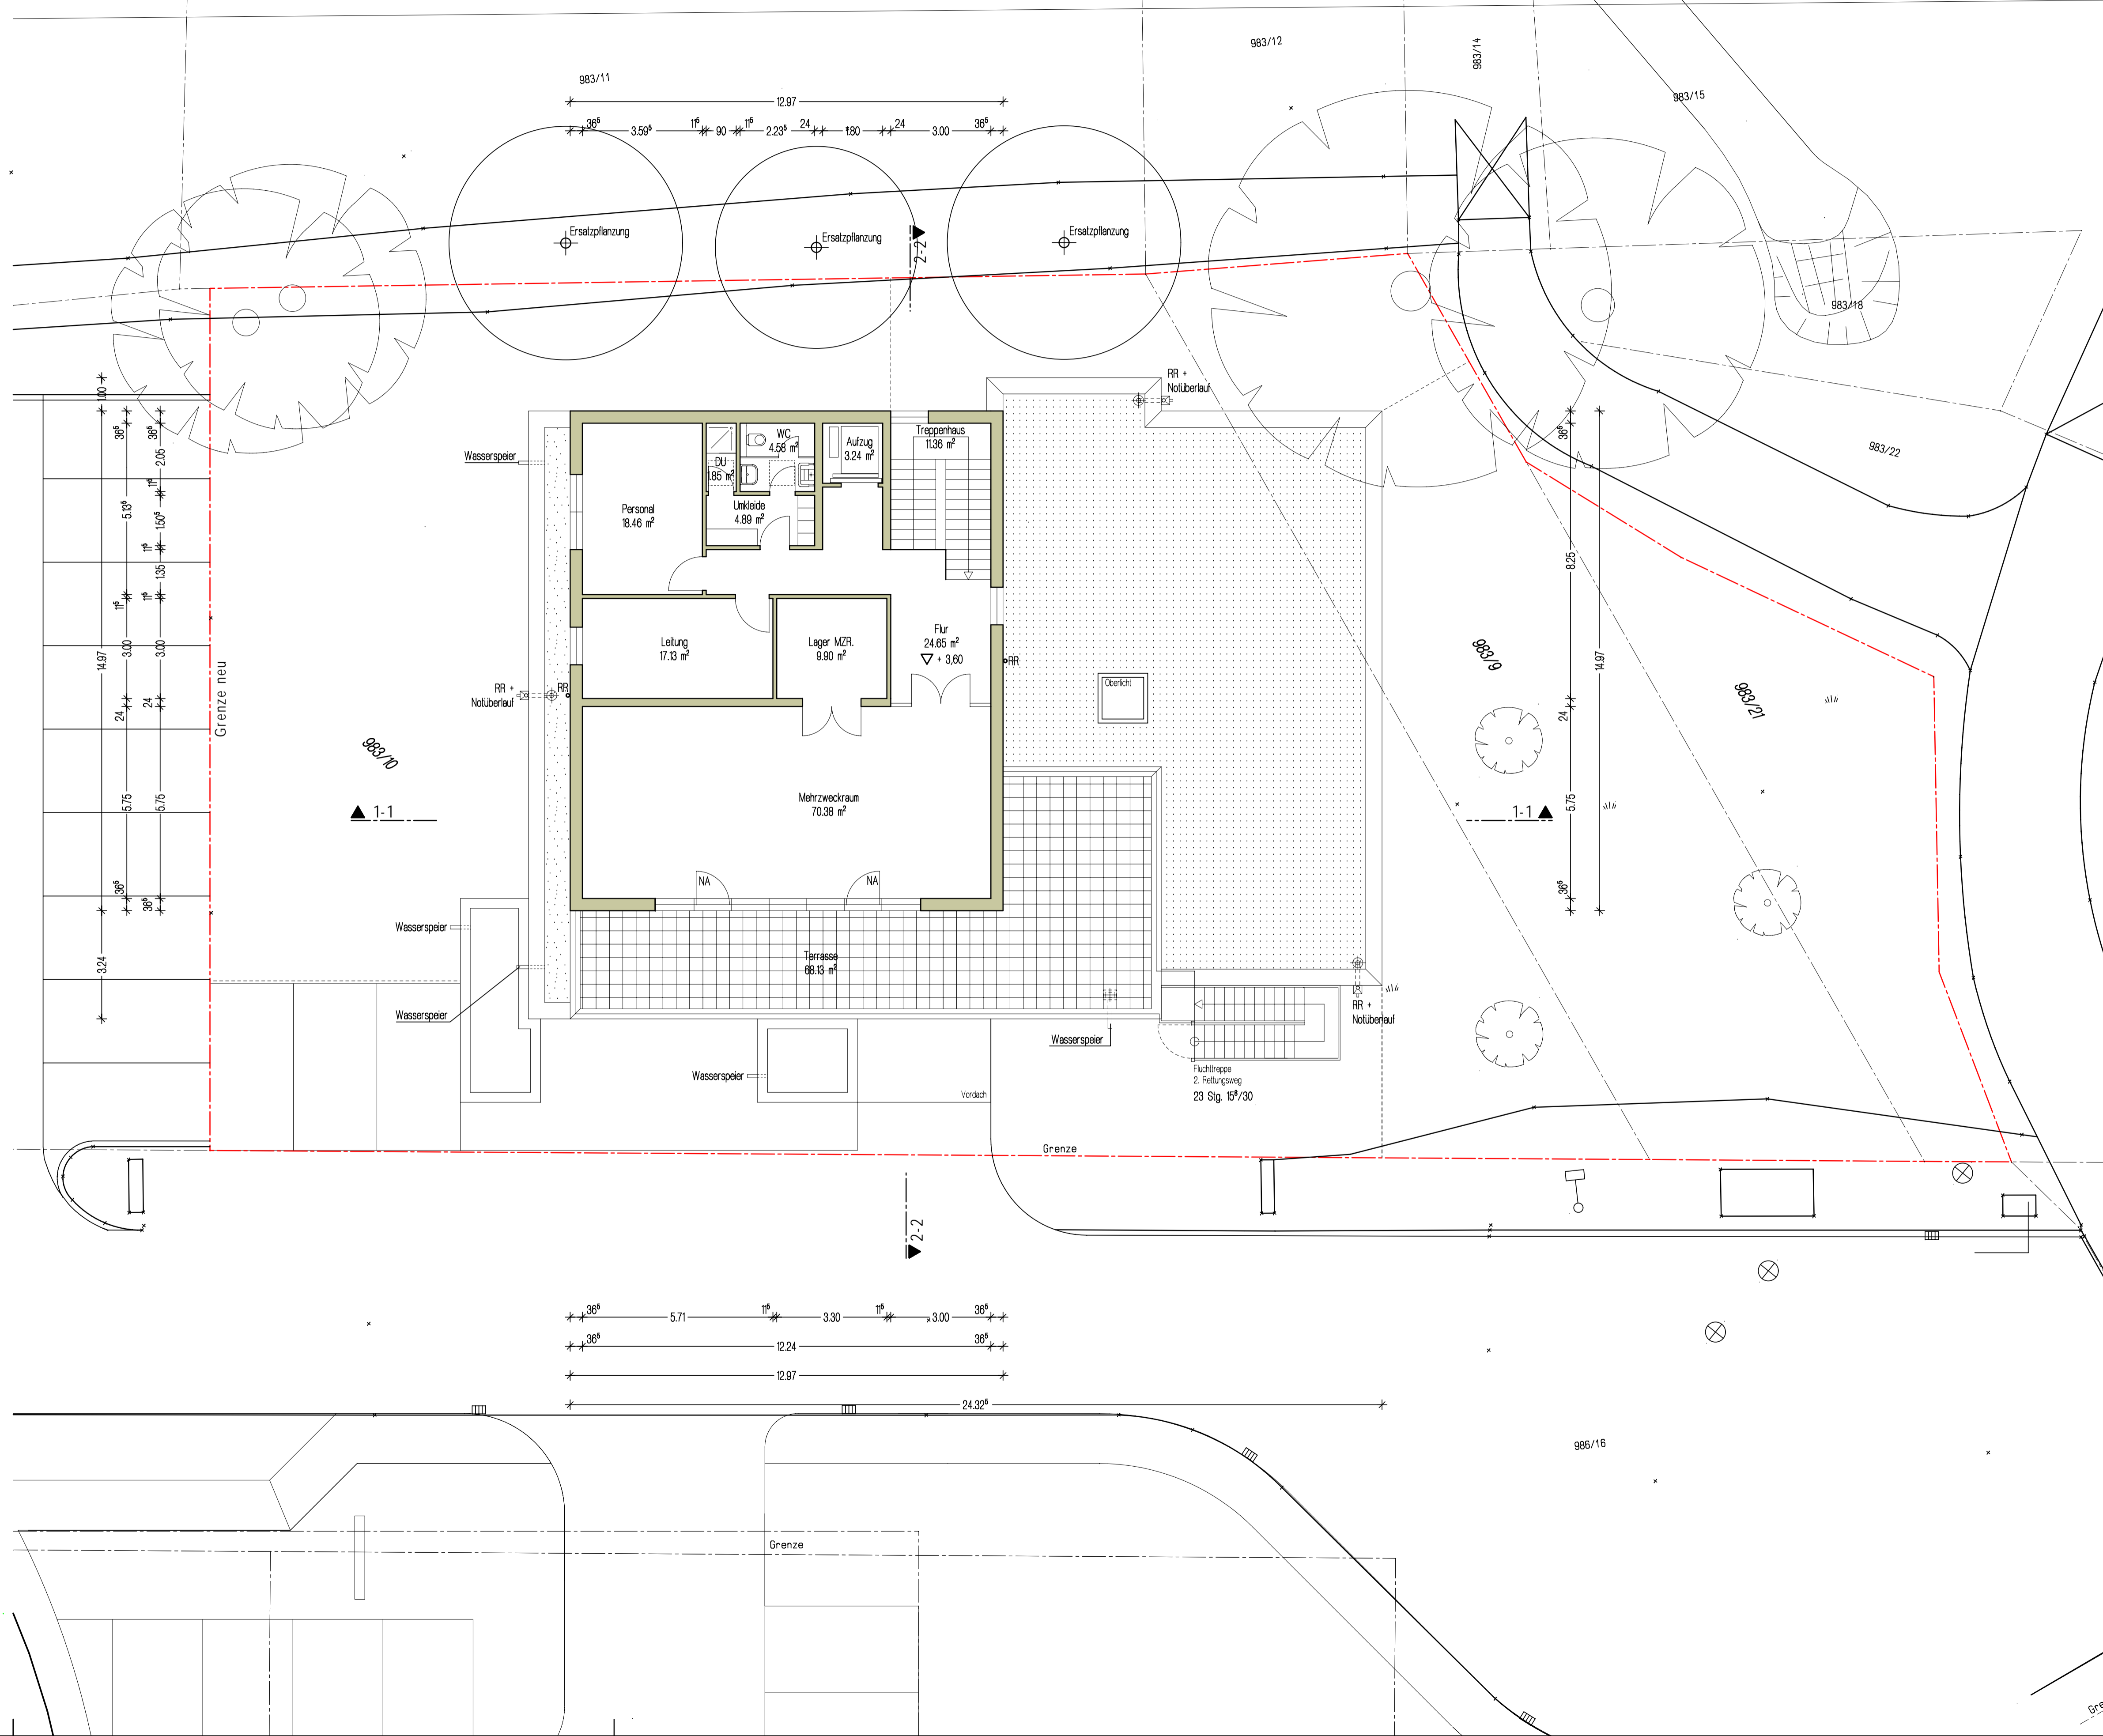 983/12
983/14
983/11
983/15
12.97
36⁵ 3.59⁵ 11⁵ 90 11⁵ 2.23⁵ 24 1.80 24 3.00 36⁵
Ersatzpflanzung
Ersatzpflanzung
Ersatzpflanzung
2-2
983/18
RR +
Notüberlauf
1.00
36⁵
5.13⁵
11⁵
3.00
24
5.75
36⁵
36⁵
2.05
11⁵
1.50⁵
11⁵
1.35
11⁵
3.00
24
5.75
36⁵
14.97
3.24
Grenze neu
983/10
1-1
Wasserspeier
WC
4.58 m²
DU
1.85 m²
Aufzug
3.24 m²
Treppenhaus
11.36 m²
Personal
18.46 m²
Umkleide
4.89 m²
Leitung
17.13 m²
Lager MZR.
9.90 m²
Flur
24.65 m²
+ 3,60
RR
RR +
Notüberlauf
RR
Oberlicht
Mehrzweckraum
70.38 m²
NA
NA
Terrasse
68.13 m²
Wasserspeier
Wasserspeier
Wasserspeier
Wasserspeier
Vordach
RR +
Notüberlauf
Fluchttreppe
2. Rettungsweg
23 Stg. 15⁸/30
36⁵
8.25
24
5.75
36⁵
14.97
983/22
983/9
983/21
1-1
Grenze
2-2
36⁵ 5.71 11⁵ 3.30 11⁵ 3.00 36⁵
36⁵ 12.24 36⁵
12.97
24.32⁵
986/16
Grenze